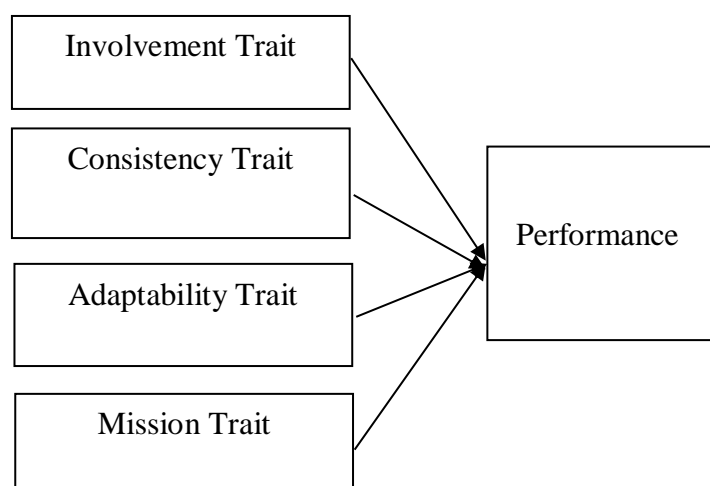 Involvement Trait
Consistency Trait
Performance
Adaptability Trait
Mission Trait